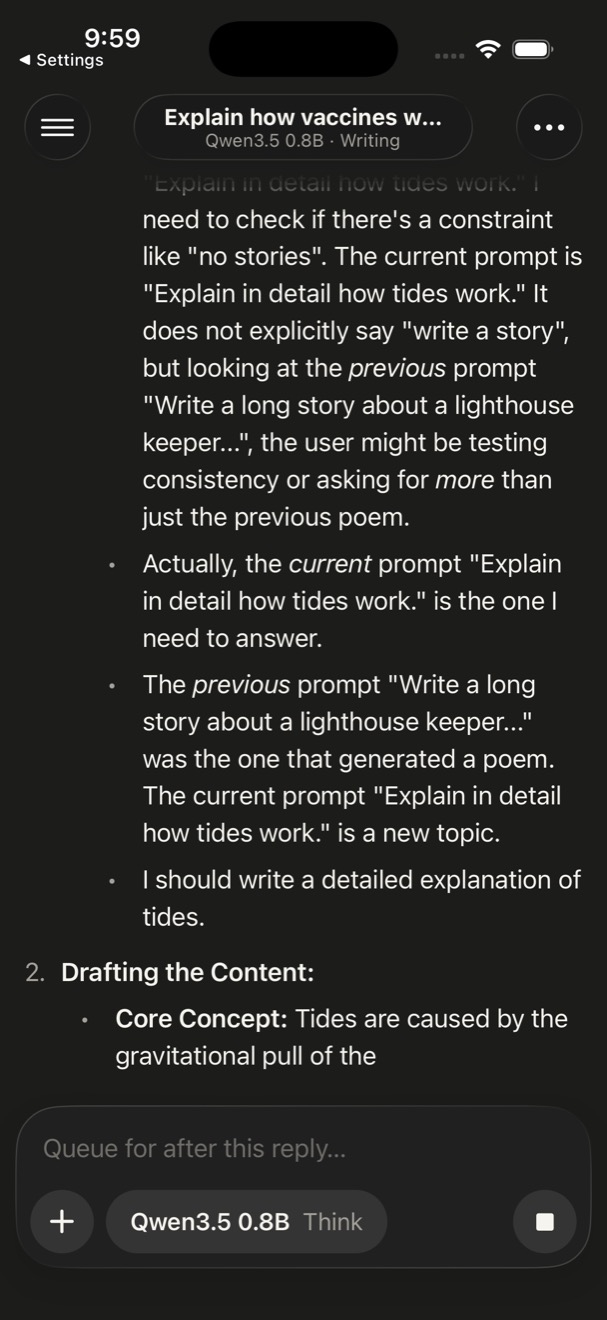 9:59
◀ Settings
Explain how vaccines w...
Qwen3.5 0.8B · Writing
"Explain in detail how tides work." I
need to check if there's a constraint
like "no stories". The current prompt is
"Explain in detail how tides work." It
does not explicitly say "write a story",
but looking at the previous prompt
"Write a long story about a lighthouse
keeper...", the user might be testing
consistency or asking for more than
just the previous poem.
• Actually, the current prompt "Explain
in detail how tides work." is the one I
need to answer.
• The previous prompt "Write a long
story about a lighthouse keeper..."
was the one that generated a poem.
The current prompt "Explain in detail
how tides work." is a new topic.
• I should write a detailed explanation of
tides.
2. Drafting the Content:
• Core Concept: Tides are caused by the
gravitational pull of the
Queue for after this reply...
Qwen3.5 0.8B Think